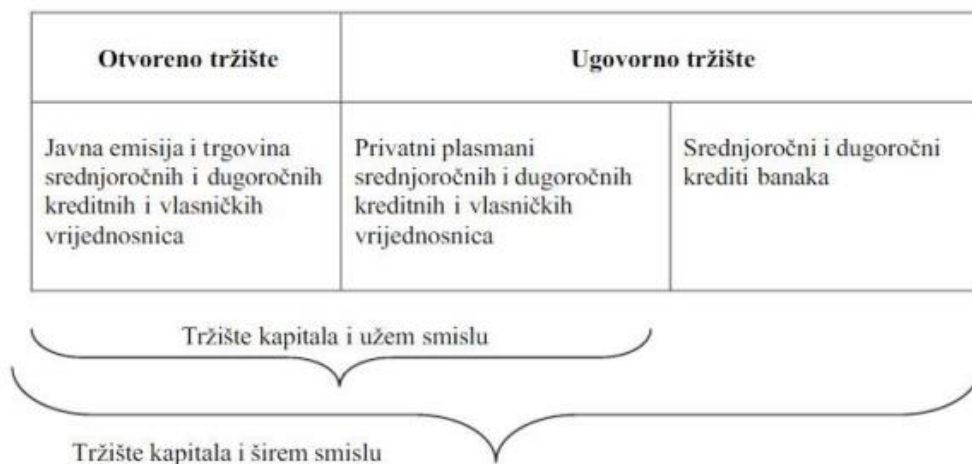 Otvoreno tržište
Ugovorno tržište
Javna emisija i trgovina
srednjoročnih i dugoročnih
kreditnih i vlasničkih
vrijednosnica
Privatni plasmani
srednjoročnih i dugoročnih
kreditnih i vlasničkih
vrijednosnica
Srednjoročni i dugoročni
krediti banaka
Tržište kapitala i užem smislu
Tržište kapitala i širem smislu